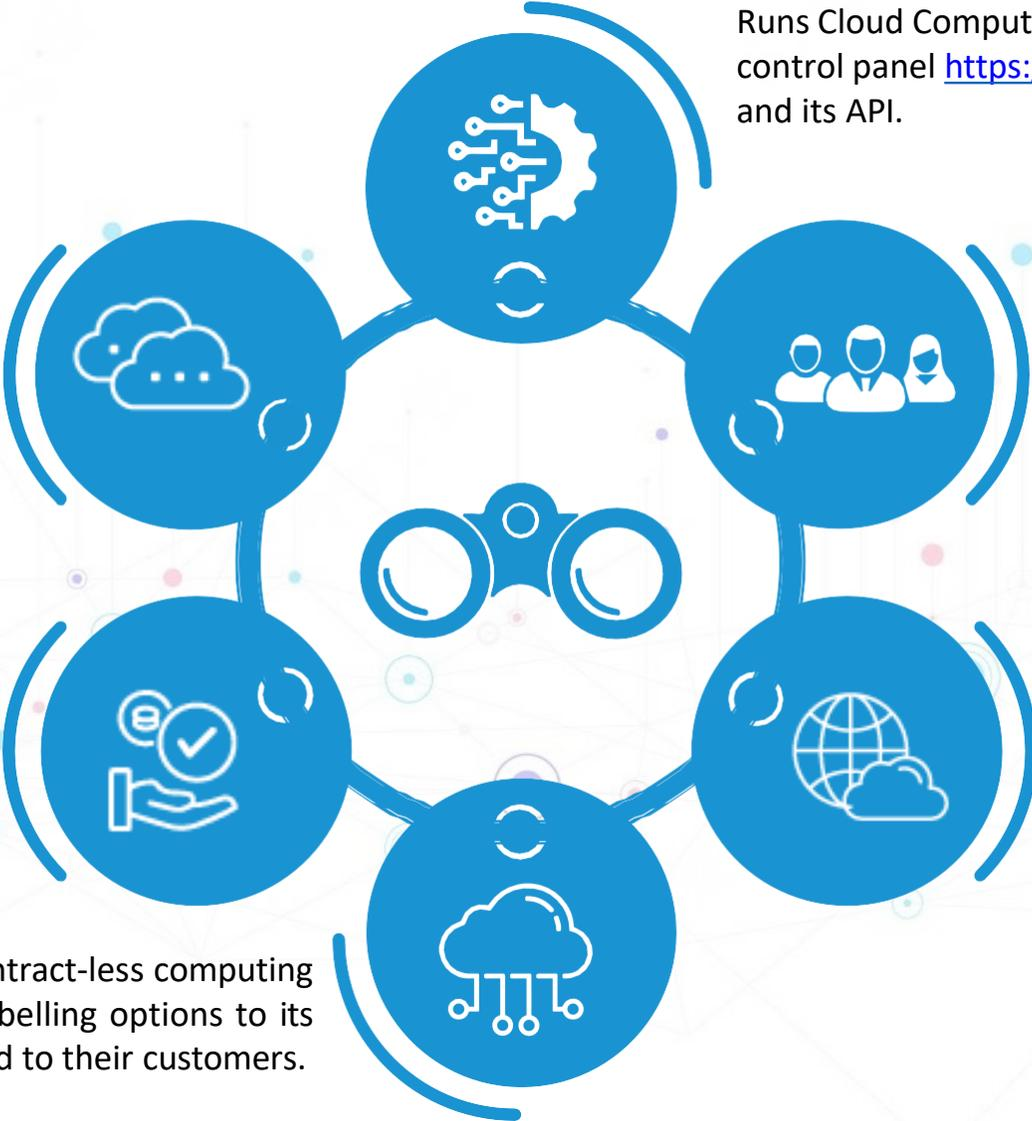 Runs Cloud Comput
control panel https:
and its API.
ntract-less computing
belling options to its
d to their customers.